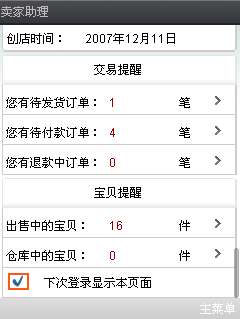 卖家助理
创店时间： 2007年12月11日
交易提醒
您有待发货订单： 1 笔
您有待付款订单： 4 笔
您有退款中订单： 0 笔
宝贝提醒
出售中的宝贝： 16 件
仓库中的宝贝： 0 件
下次登录显示本页面
主菜单